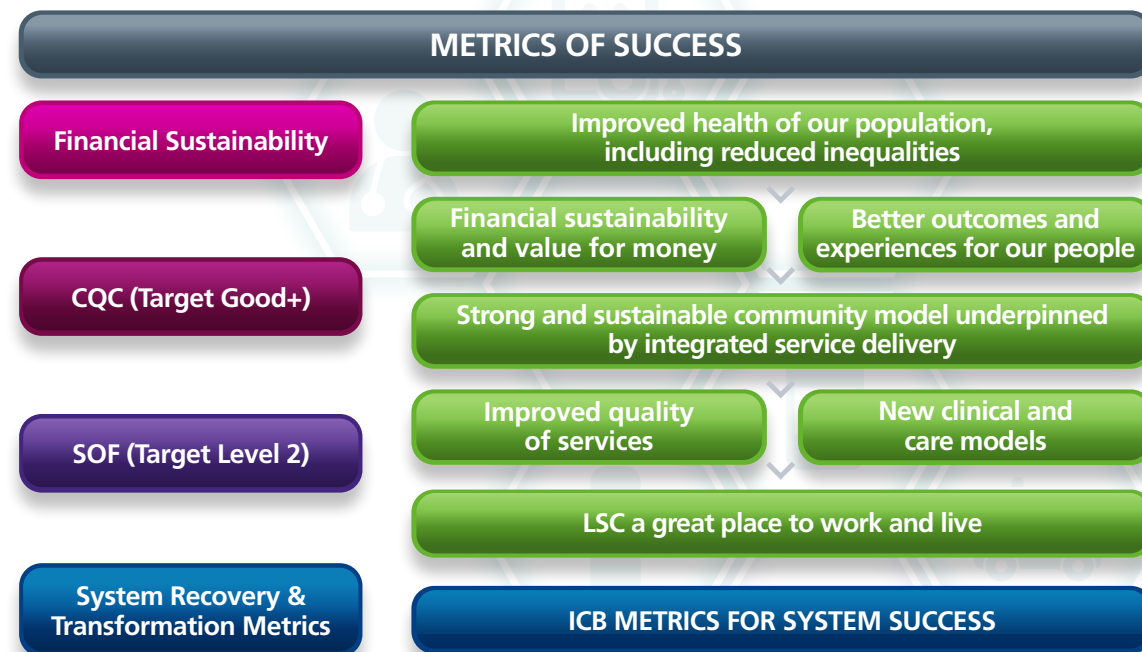 METRICS OF SUCCESS
Financial Sustainability
CQC (Target Good+)
SOF (Target Level 2)
System Recovery &
Transformation Metrics
Improved health of our population,
including reduced inequalities
Financial sustainability
and value for money
Better outcomes and
experiences for our people
Strong and sustainable community model underpinned
by integrated service delivery
Improved quality
of services
New clinical and
care models
LSC a great place to work and live
ICB METRICS FOR SYSTEM SUCCESS